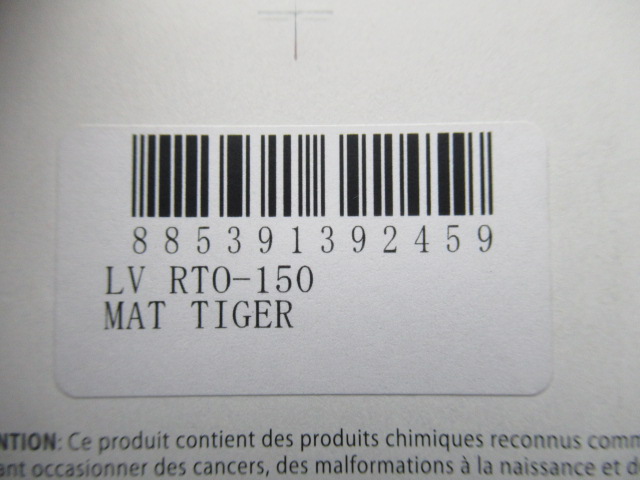 885391392459
LV RTO-150
MAT TIGER
NTION: Ce produit contient des produits chimiques reconnus comm
ant occasionner des cancers, des malformations à la naissance et d